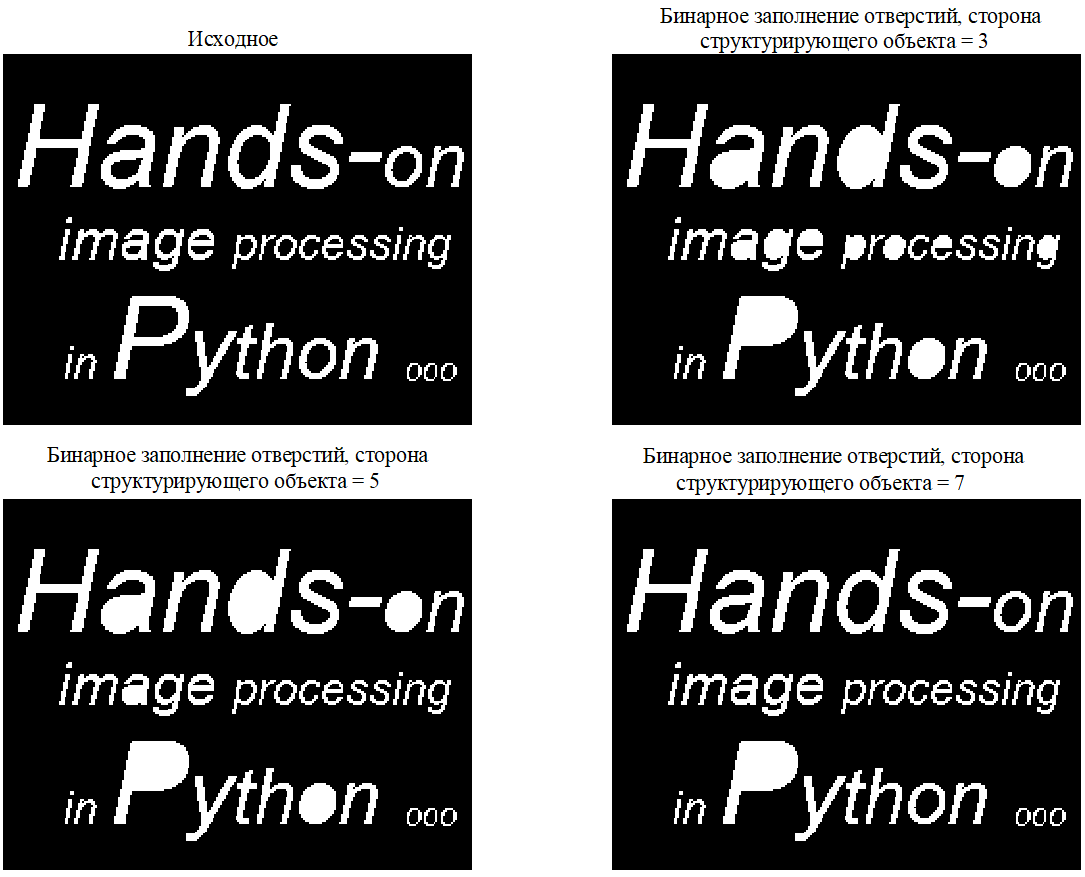 Исходное
Hands-on
image processing
in Python ooo
Бинарное заполнение отверстий, сторона
структурирующего объекта = 3
Hands-on
image processing
in Python ooo
Бинарное заполнение отверстий, сторона
структурирующего объекта = 5
Hands-on
image processing
in Python ooo
Бинарное заполнение отверстий, сторона
структурирующего объекта = 7
Hands-on
image processing
in Python ooo